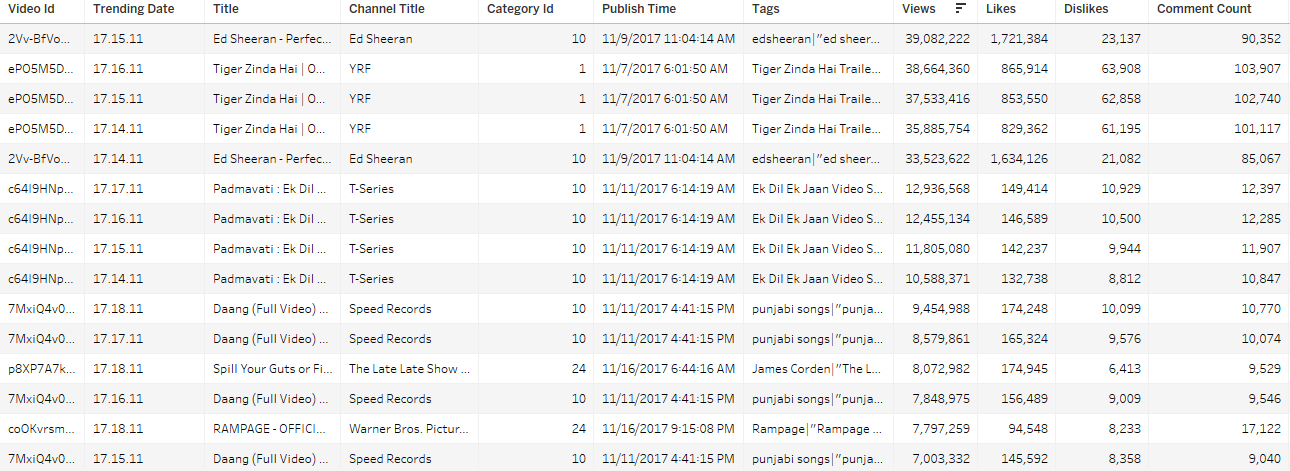 Video Id Trending Date Title Channel Title Category Id Publish Time Tags Views Likes Dislikes Comment Count
2Vv-BfVo... 17.15.11 Ed Sheeran - Perfec... Ed Sheeran 10 11/9/2017 11:04:14 AM edsheeran|"ed sheer... 39,082,222 1,721,384 23,137 90,352
ePO5M5D... 17.16.11 Tiger Zinda Hai | O... YRF 1 11/7/2017 6:01:50 AM Tiger Zinda Hai Traile... 38,664,360 865,914 63,908 103,907
ePO5M5D... 17.15.11 Tiger Zinda Hai | O... YRF 1 11/7/2017 6:01:50 AM Tiger Zinda Hai Traile... 37,533,416 853,550 62,858 102,740
ePO5M5D... 17.14.11 Tiger Zinda Hai | O... YRF 1 11/7/2017 6:01:50 AM Tiger Zinda Hai Traile... 35,885,754 829,362 61,195 101,117
2Vv-BfVo... 17.14.11 Ed Sheeran - Perfec... Ed Sheeran 10 11/9/2017 11:04:14 AM edsheeran|"ed sheer... 33,523,622 1,634,126 21,082 85,067
c64I9HNp... 17.17.11 Padmavati : Ek Dil ... T-Series 10 11/11/2017 6:14:19 AM Ek Dil Ek Jaan Video S... 12,936,568 149,414 10,929 12,397
c64I9HNp... 17.16.11 Padmavati : Ek Dil ... T-Series 10 11/11/2017 6:14:19 AM Ek Dil Ek Jaan Video S... 12,455,134 146,589 10,500 12,285
c64I9HNp... 17.15.11 Padmavati : Ek Dil ... T-Series 10 11/11/2017 6:14:19 AM Ek Dil Ek Jaan Video S... 11,805,080 142,237 9,944 11,907
c64I9HNp... 17.14.11 Padmavati : Ek Dil ... T-Series 10 11/11/2017 6:14:19 AM Ek Dil Ek Jaan Video S... 10,588,371 132,738 8,812 10,847
7MxiQ4v0... 17.18.11 Daang (Full Video) ... Speed Records 10 11/11/2017 4:41:15 PM punjabi songs|"punja... 9,454,988 174,248 10,099 10,770
7MxiQ4v0... 17.17.11 Daang (Full Video) ... Speed Records 10 11/11/2017 4:41:15 PM punjabi songs|"punja... 8,579,861 165,324 9,576 10,074
p8XP7A7k... 17.18.11 Spill Your Guts or Fi... The Late Late Show ... 24 11/16/2017 6:44:16 AM James Corden|"The L... 8,072,982 174,945 6,413 9,529
7MxiQ4v0... 17.16.11 Daang (Full Video) ... Speed Records 10 11/11/2017 4:41:15 PM punjabi songs|"punja... 7,848,975 156,489 9,009 9,546
coOKvrsm... 17.18.11 RAMPAGE - OFFICI... Warner Bros. Pictur... 24 11/16/2017 9:15:08 PM Rampage|"Rampage ... 7,797,259 94,548 8,233 17,122
7MxiQ4v0... 17.15.11 Daang (Full Video) ... Speed Records 10 11/11/2017 4:41:15 PM punjabi songs|"punja... 7,003,332 145,592 8,358 9,040